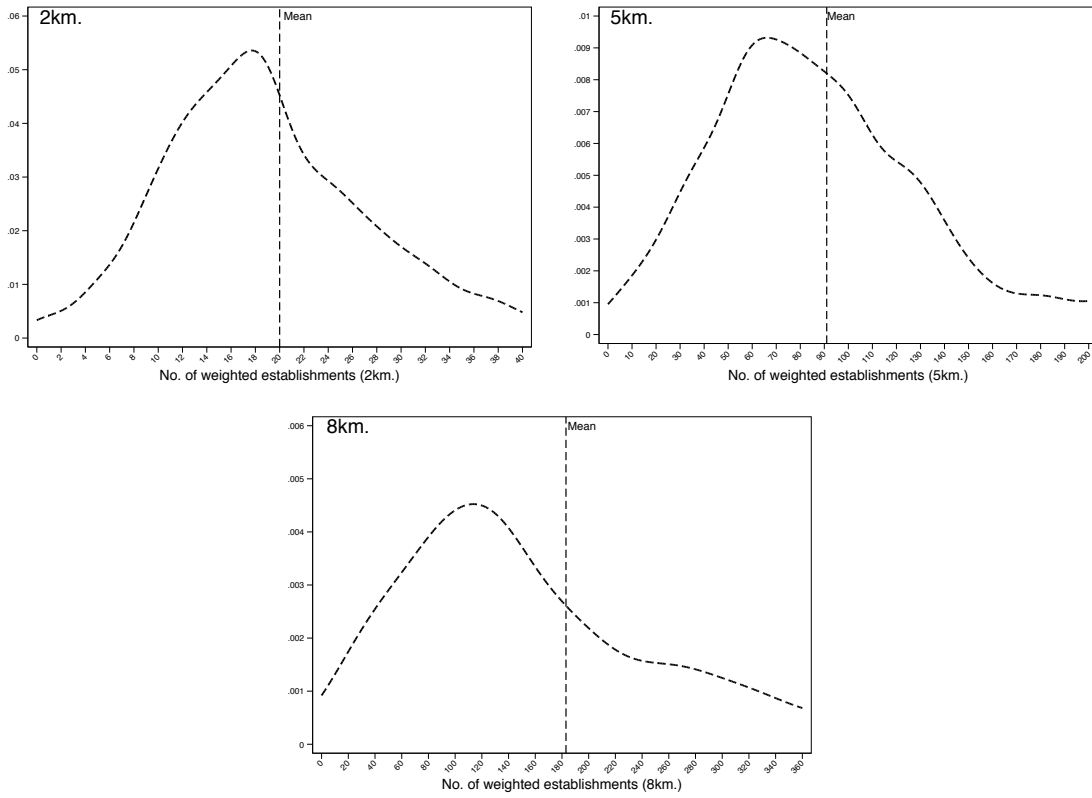 2km.
Mean
.06
.05
.04
.03
.02
.01
0
0 2 4 6 8 10 12 14 16 18 20 22 24 26 28 30 32 34 36 38 40
No. of weighted establishments (2km.)
5km.
Mean
.01
.009
.008
.007
.006
.005
.004
.003
.002
.001
0
0 10 20 30 40 50 60 70 80 90 100 110 120 130 140 150 160 170 180 190 200
No. of weighted establishments (5km.)
8km.
Mean
.006
.005
.004
.003
.002
.001
0
0 20 40 60 80 100 120 140 160 180 200 220 240 260 280 300 320 340 360
No. of weighted establishments (8km.)